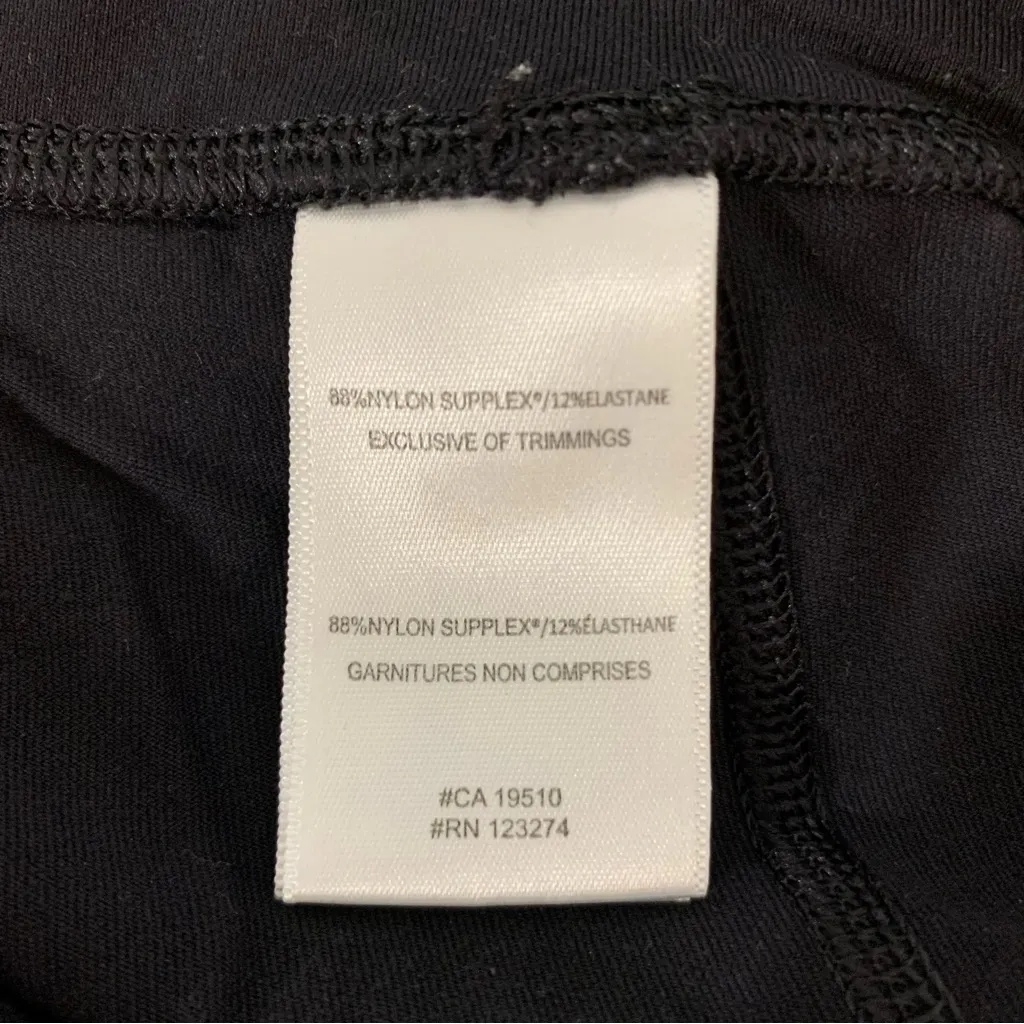 88%NYLON SUPPLEX®/12%ELASTANE
EXCLUSIVE OF TRIMMINGS
88%NYLON SUPPLEX®/12%ÉLASTHANE
GARNITURES NON COMPRISES
#CA 19510
#RN 123274